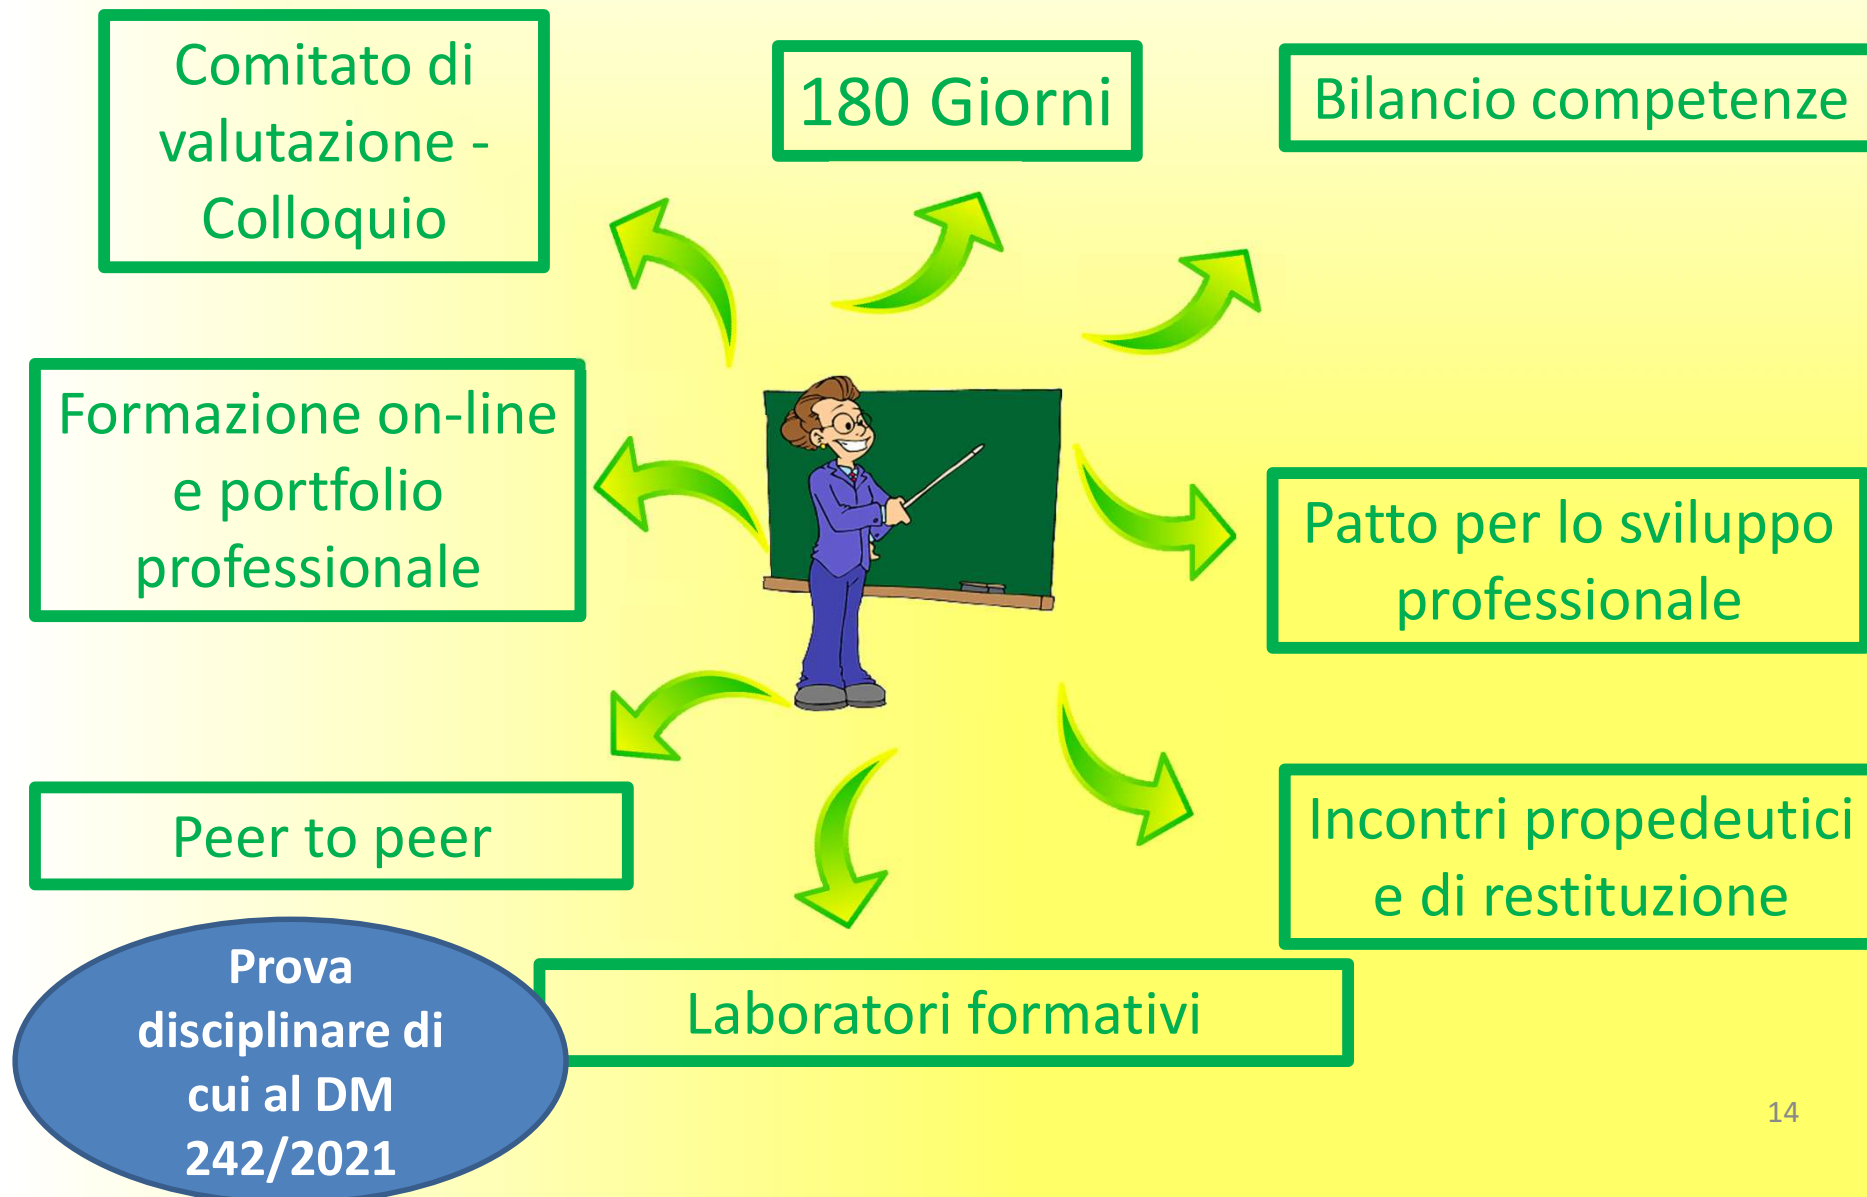 Comitato di
valutazione -
Colloquio
180 Giorni
Bilancio competenze
Formazione on-line
e portfolio
professionale
Patto per lo sviluppo
professionale
Peer to peer
Incontri propedeutici
e di restituzione
Prova
disciplinare di
cui al DM
242/2021
Laboratori formativi
14